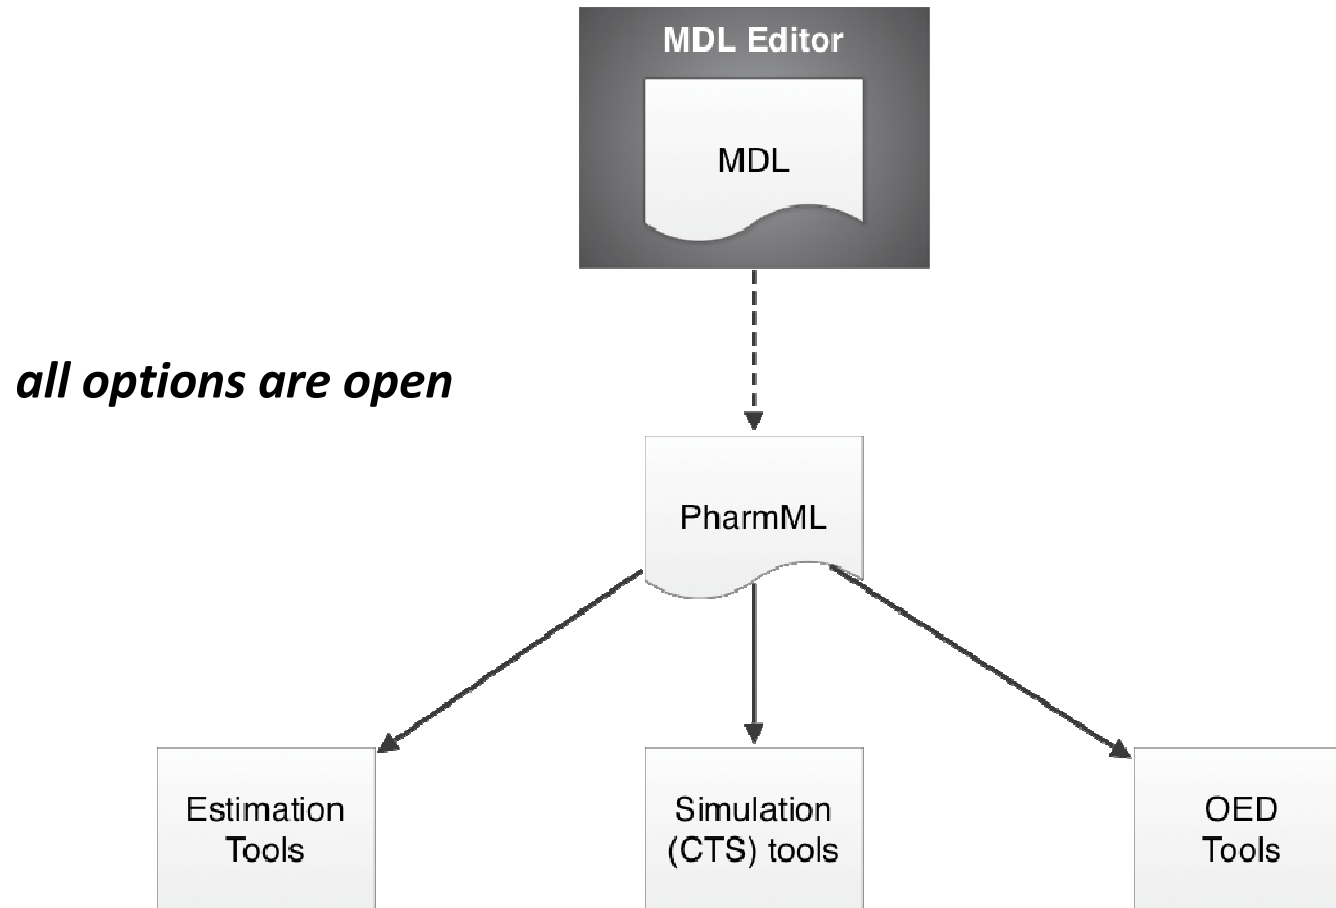 MDL Editor
MDL
all options are open
PharmML
Estimation
Tools
Simulation
(CTS) tools
OED
Tools